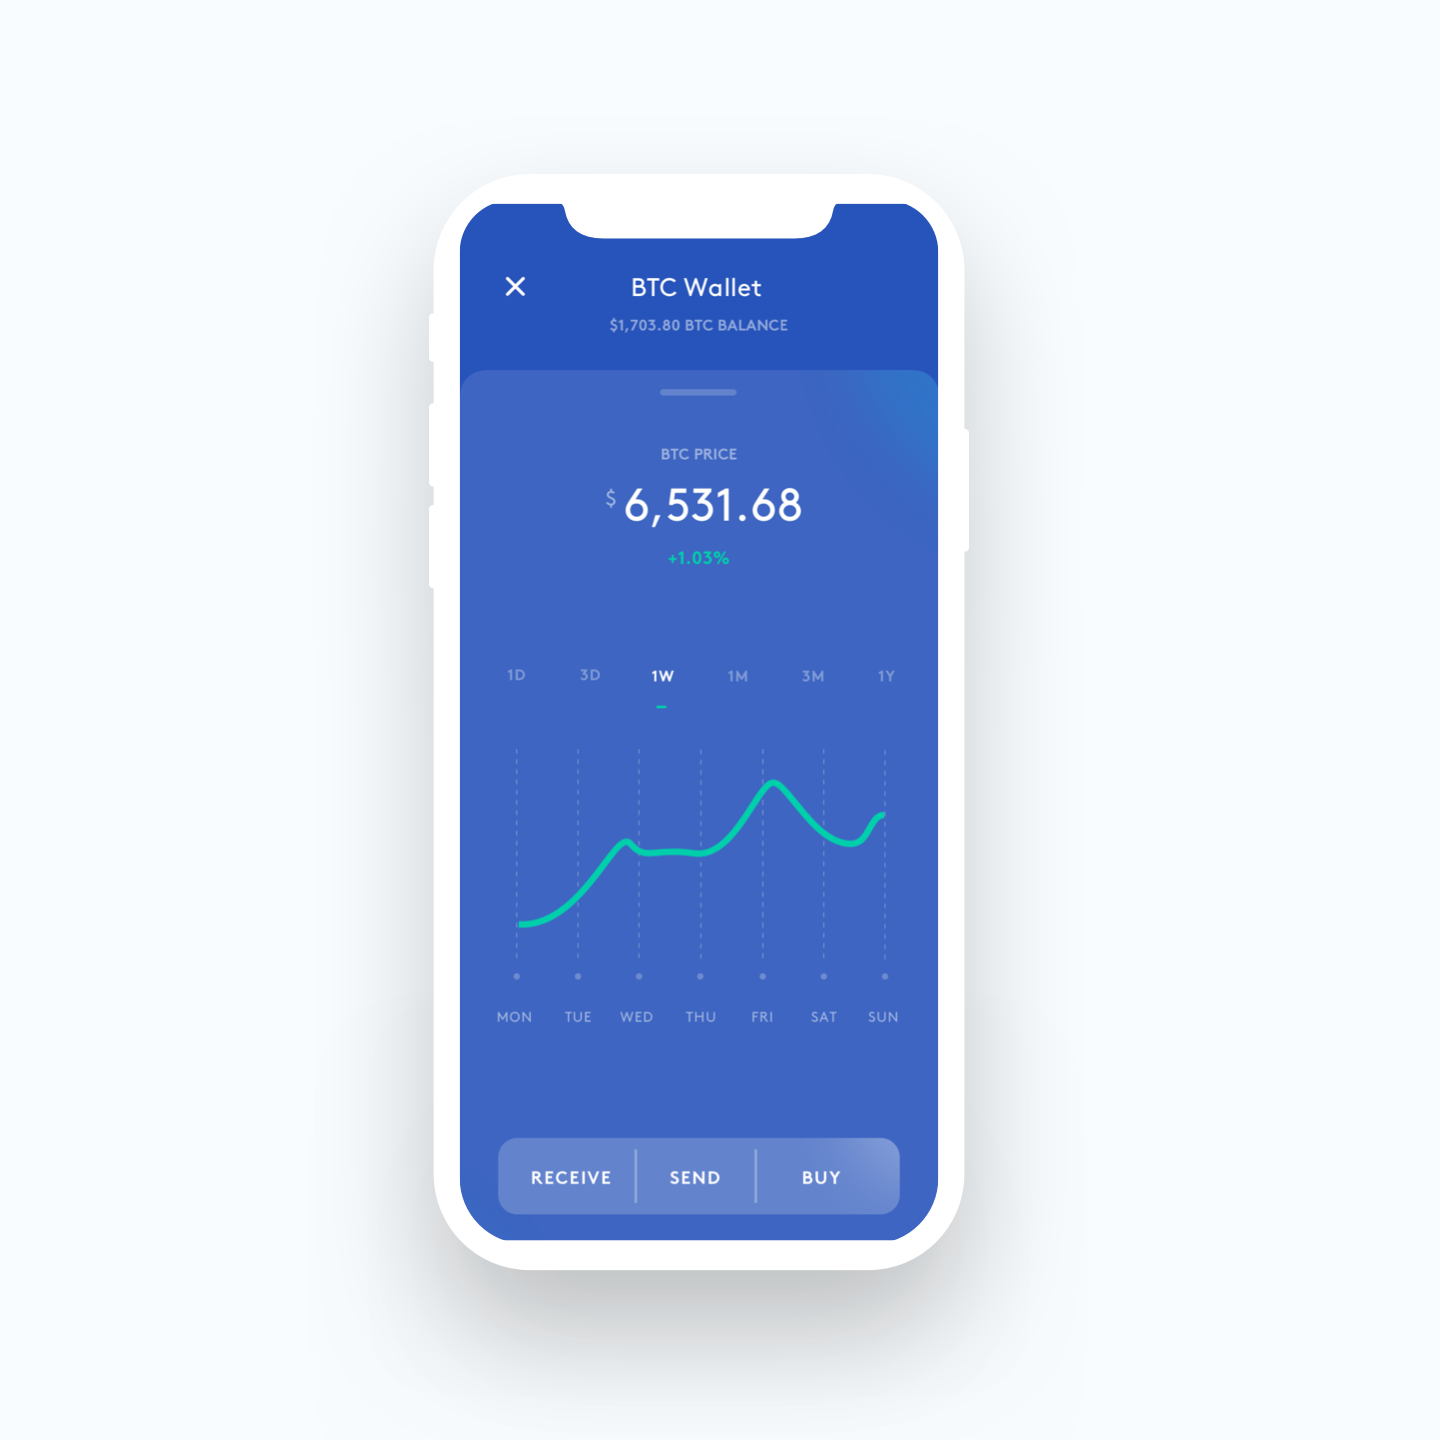 BTC Wallet
$1,703.80 BTC BALANCE
BTC PRICE
$ 6,531.68
+1.03%
1D 3D 1W 1M 3M 1Y
MON TUE WED THU FRI SAT SUN
RECEIVE SEND BUY